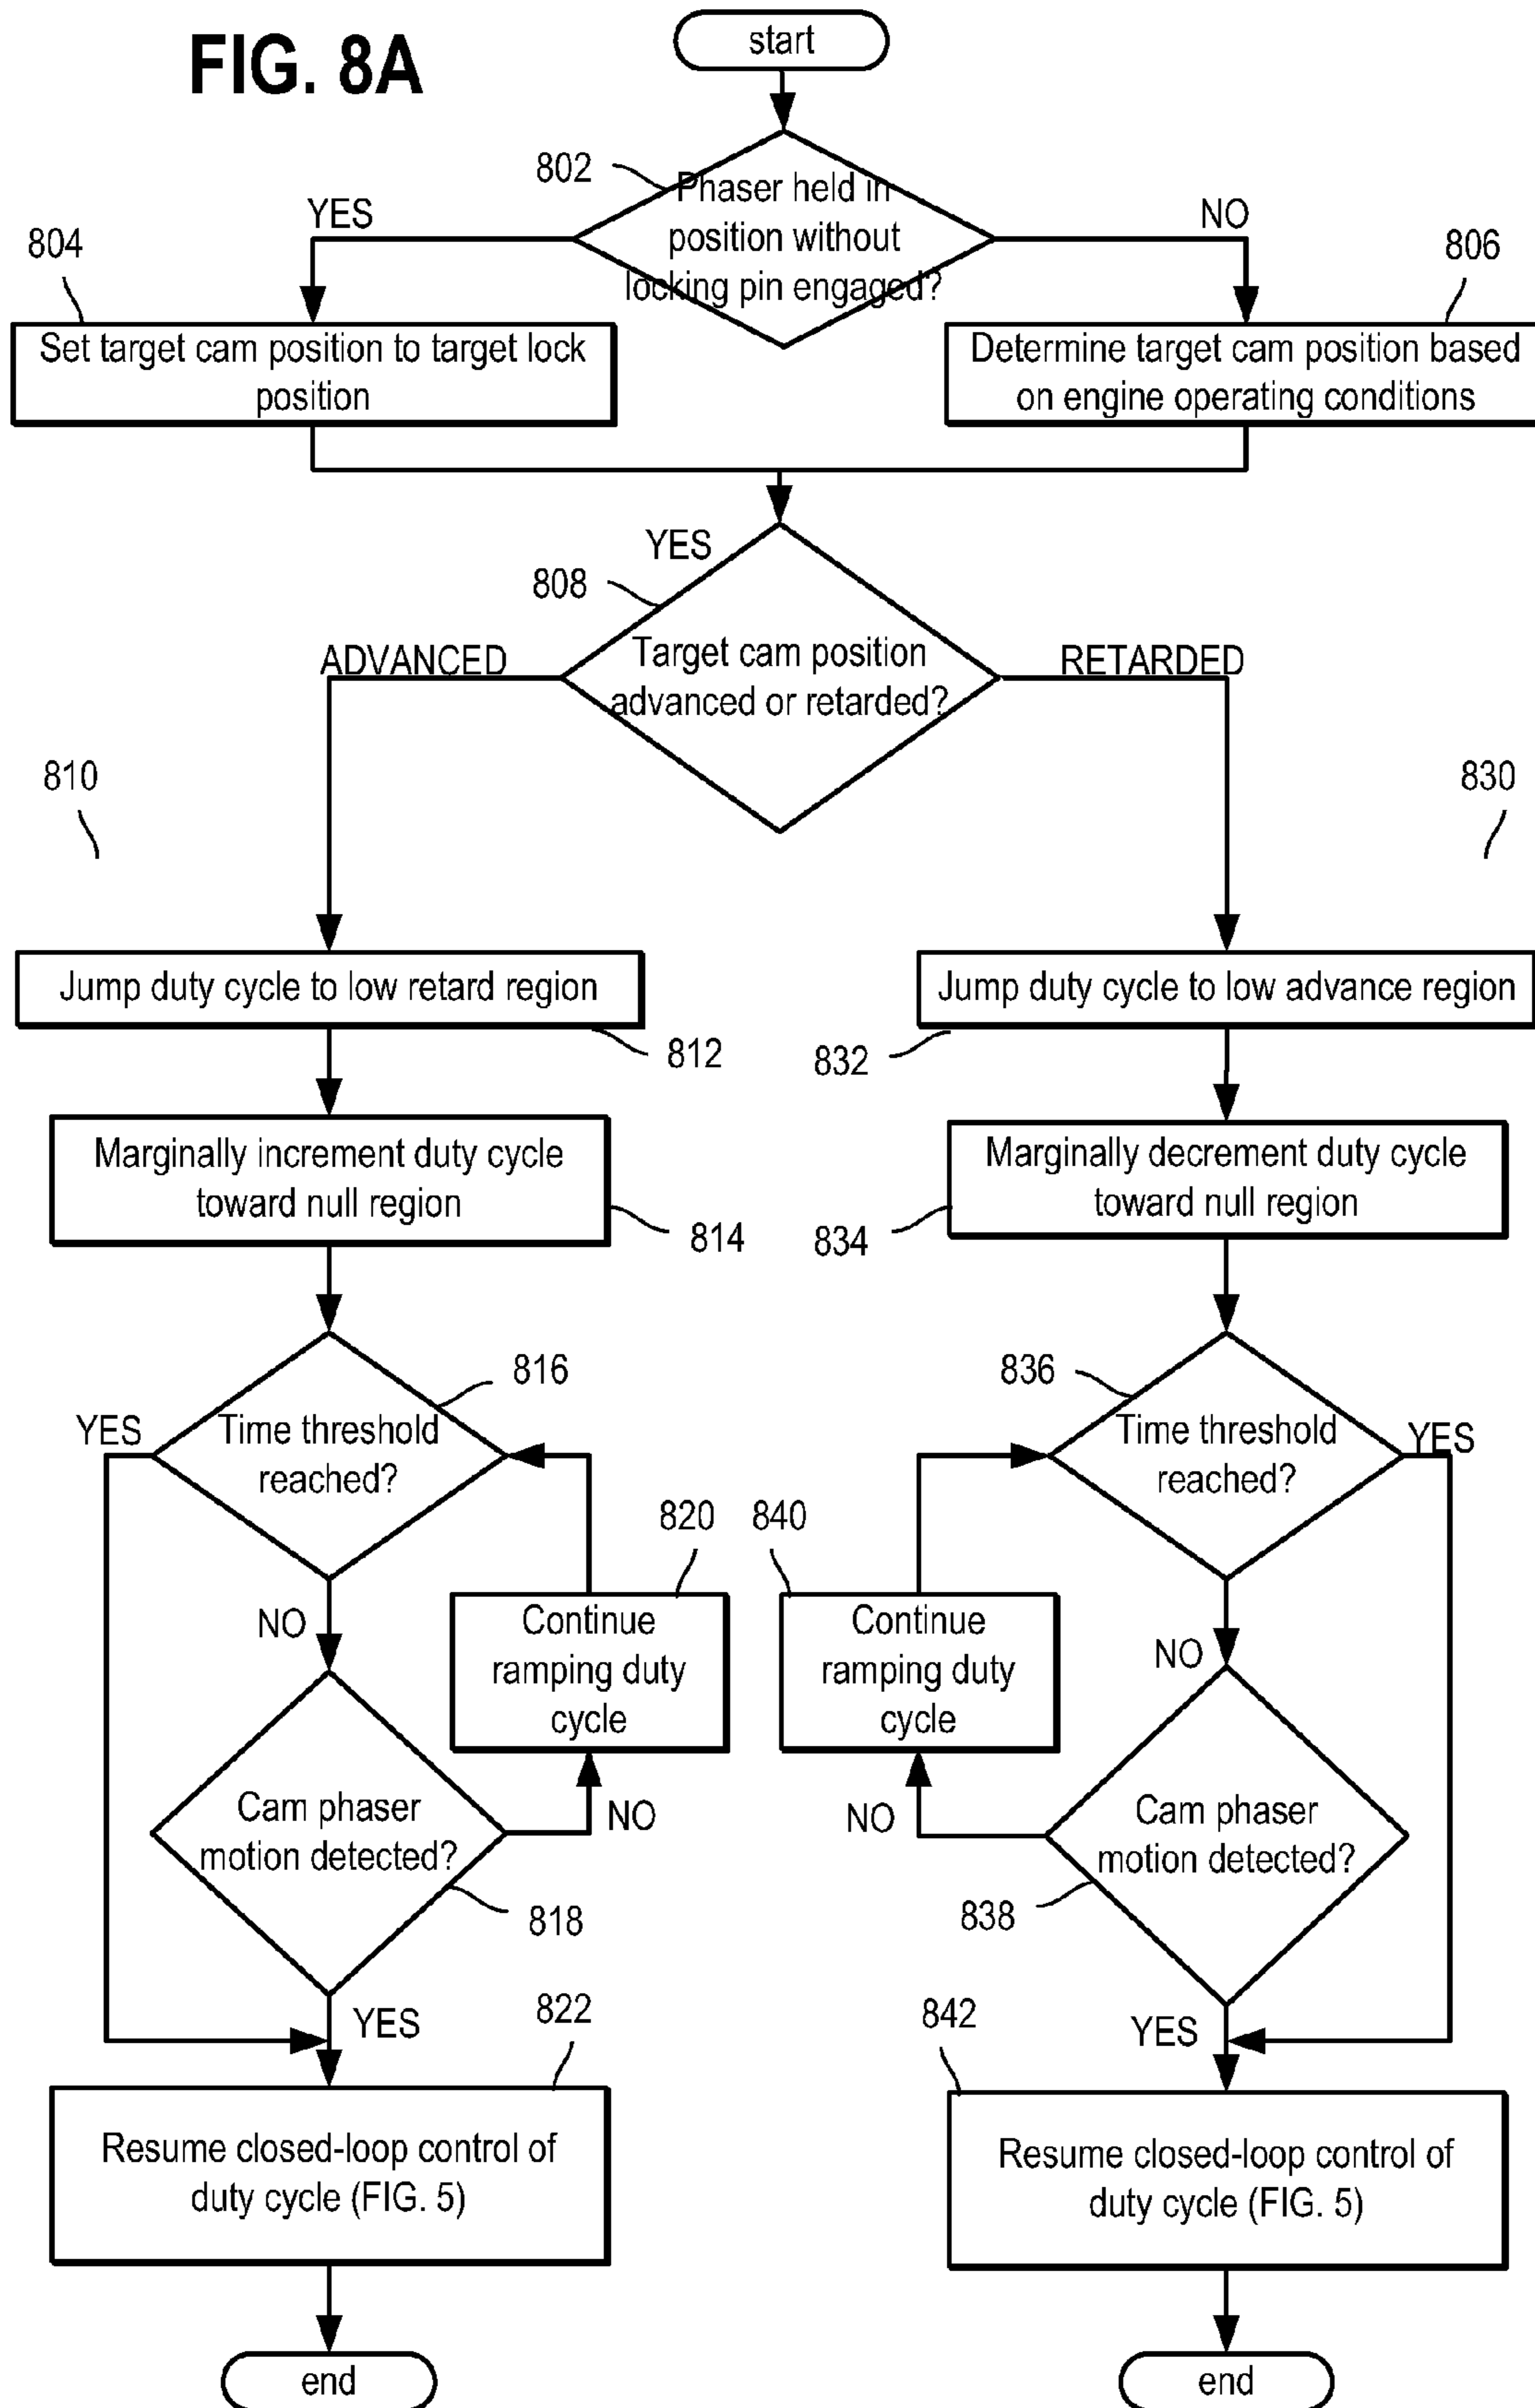 FIG. 8A
start
802
Phaser held in
position without
locking pin engaged?
YES
NO
804
806
Set target cam position to target lock
position
Determine target cam position based
on engine operating conditions
YES
808
Target cam position
advanced or retarded?
ADVANCED
RETARDED
810
830
Jump duty cycle to low retard region
812
Jump duty cycle to low advance region
832
Marginally increment duty cycle
toward null region
814
Marginally decrement duty cycle
toward null region
834
816
Time threshold
reached?
YES
836
Time threshold
reached?
YES
820
840
NO
Continue
ramping duty
cycle
Continue
ramping duty
cycle
NO
Cam phaser
motion detected?
NO
818
NO
Cam phaser
motion detected?
838
YES
822
842
YES
Resume closed-loop control of
duty cycle (FIG. 5)
Resume closed-loop control of
duty cycle (FIG. 5)
end
end